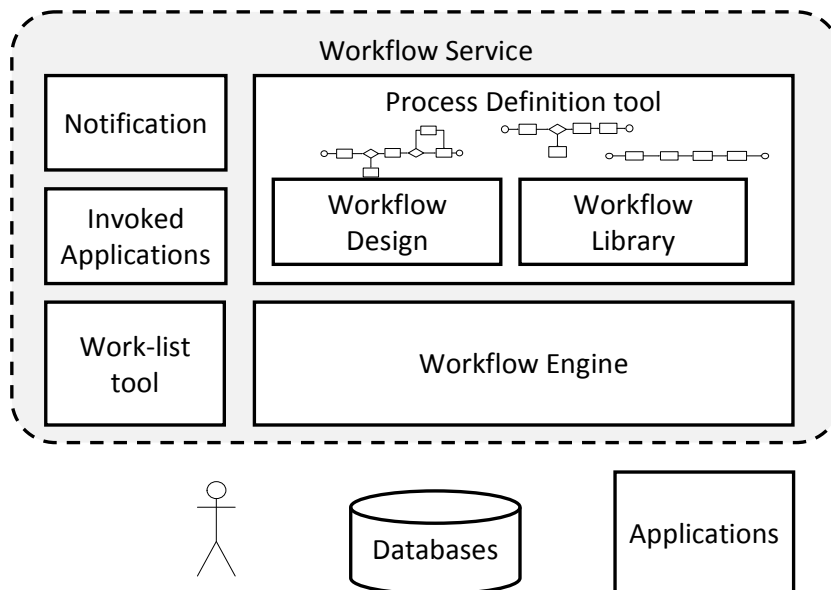 Workflow Service
Notification
Process Definition tool
Invoked
Applications
Workflow
Design
Workflow
Library
Work-list
tool
Workflow Engine
Databases
Applications